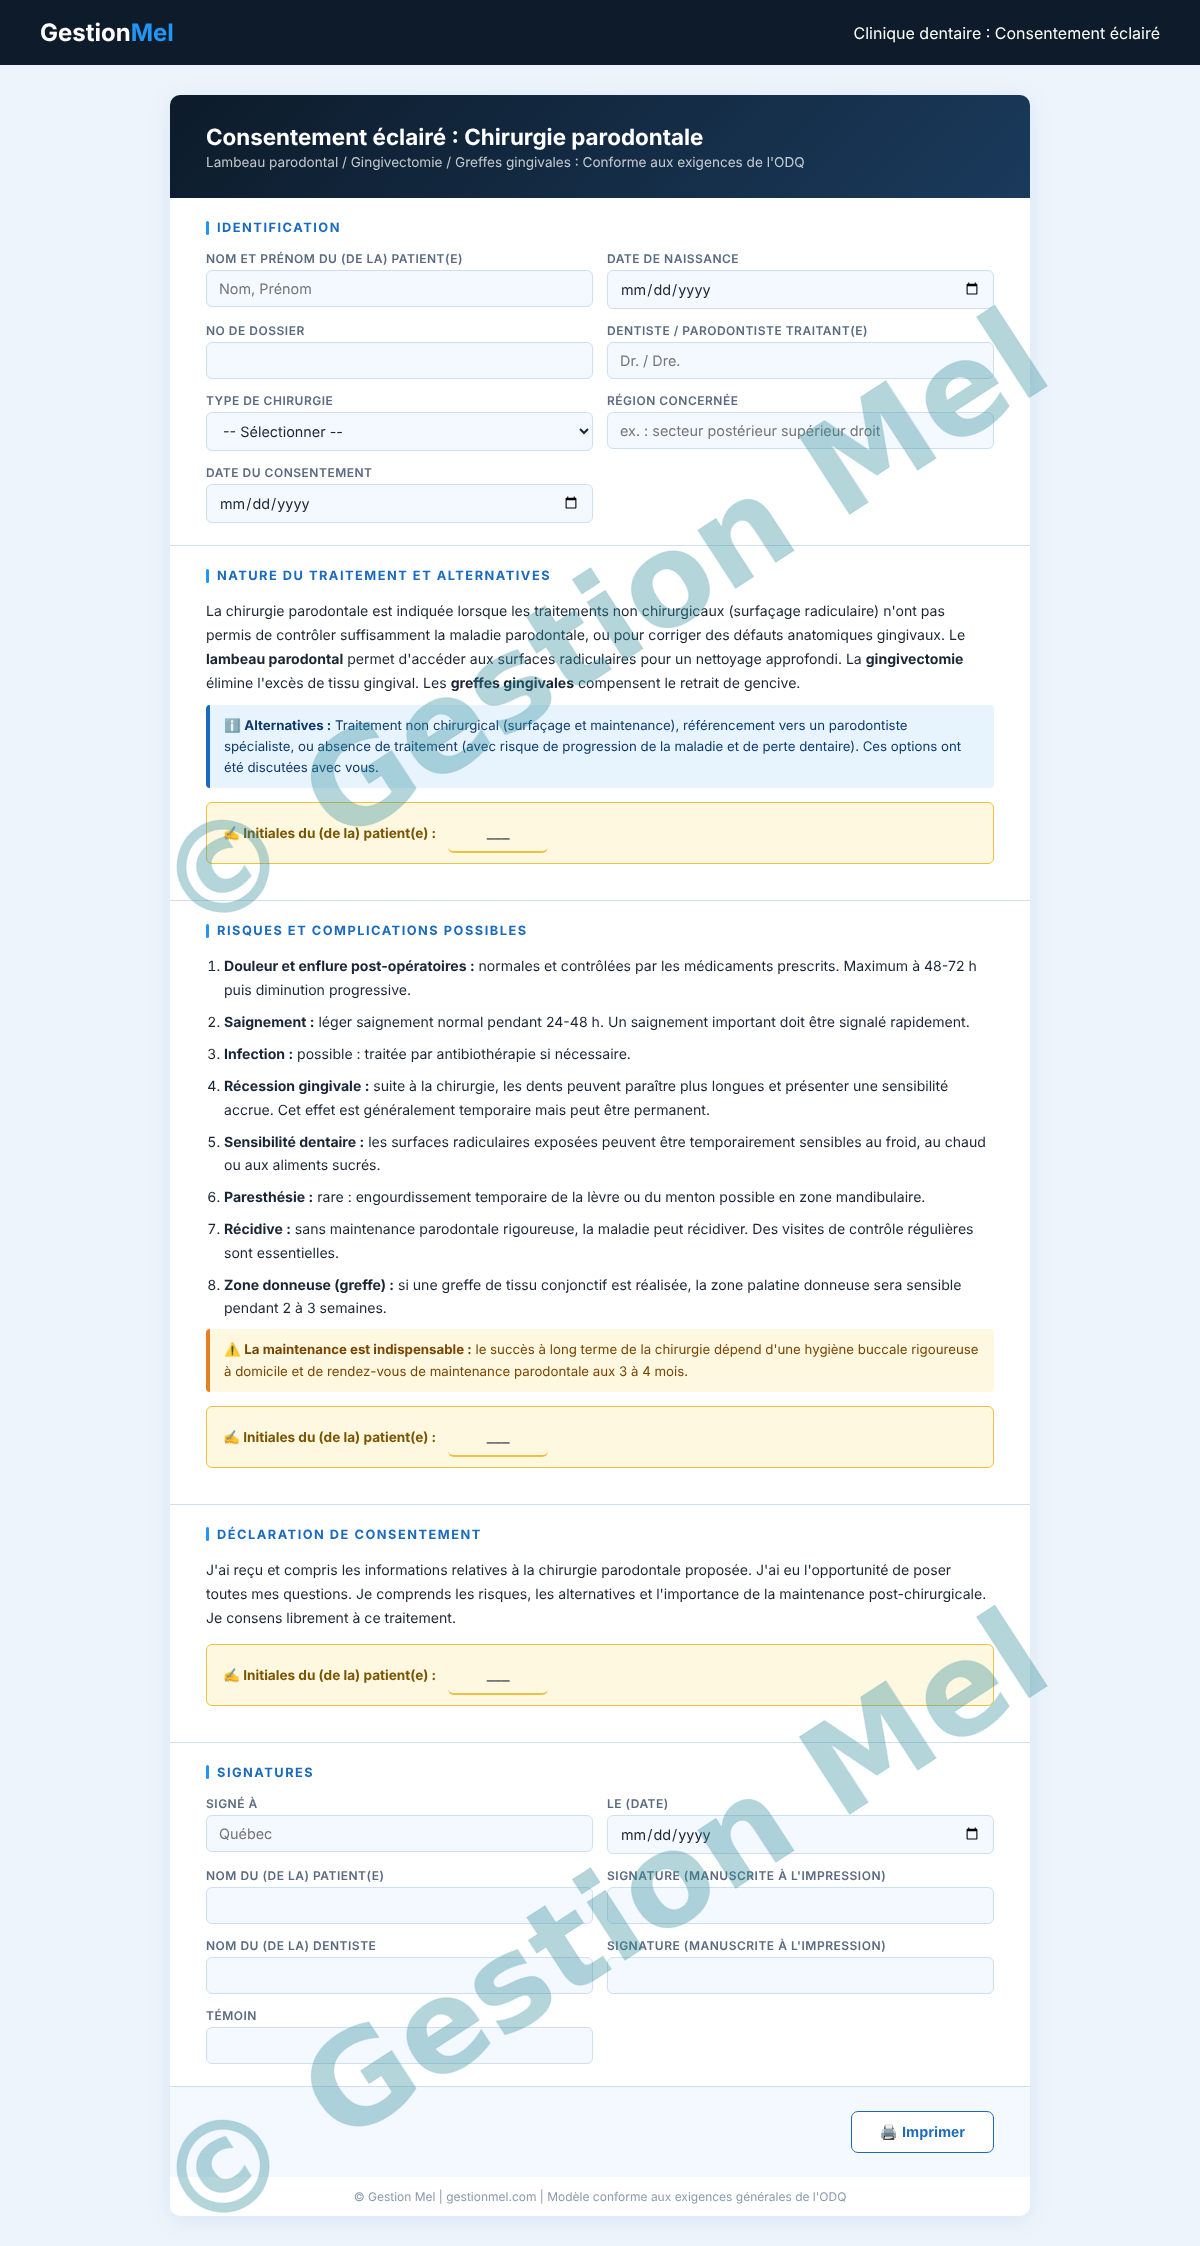 GestionMel
Clinique dentaire : Consentement éclairé
Consentement éclairé : Chirurgie parodontale
Lambeau parodontal / Gingivectomie / Greffes gingivales : Conforme aux exigences de l'ODQ
IDENTIFICATION
NOM ET PRÉNOM DU (DE LA) PATIENT(E)
DATE DE NAISSANCE
Nom, Prénom
mm/dd/yyyy
NO DE DOSSIER
DENTISTE / PARODONTISTE TRAITANT(E)
Dr. / Dre.
TYPE DE CHIRURGIE
RÉGION CONCERNÉE
-- Sélectionner --
ex. : secteur postérieur supérieur droit
DATE DU CONSENTEMENT
mm/dd/yyyy
NATURE DU TRAITEMENT ET ALTERNATIVES
La chirurgie parodontale est indiquée lorsque les traitements non chirurgicaux (surfaçage radiculaire) n'ont pas
permis de contrôler suffisamment la maladie parodontale, ou pour corriger des défauts anatomiques gingivaux. Le
lambeau parodontal permet d'accéder aux surfaces radiculaires pour un nettoyage approfondi. La gingivectomie
élimine l'excès de tissu gingival. Les greffes gingivales compensent le retrait de gencive.
ℹ️ Alternatives : Traitement non chirurgical (surfaçage et maintenance), référencement vers un parodontiste
spécialiste, ou absence de traitement (avec risque de progression de la maladie et de perte dentaire). Ces options ont
été discutées avec vous.
✍️ Initiales du (de la) patient(e) : ___
RISQUES ET COMPLICATIONS POSSIBLES
1. Douleur et enflure post-opératoires : normales et contrôlées par les médicaments prescrits. Maximum à 48-72 h
puis diminution progressive.
2. Saignement : léger saignement normal pendant 24-48 h. Un saignement important doit être signalé rapidement.
3. Infection : possible : traitée par antibiothérapie si nécessaire.
4. Récession gingivale : suite à la chirurgie, les dents peuvent paraître plus longues et présenter une sensibilité
accrue. Cet effet est généralement temporaire mais peut être permanent.
5. Sensibilité dentaire : les surfaces radiculaires exposées peuvent être temporairement sensibles au froid, au chaud
ou aux aliments sucrés.
6. Paresthésie : rare : engourdissement temporaire de la lèvre ou du menton possible en zone mandibulaire.
7. Récidive : sans maintenance parodontale rigoureuse, la maladie peut récidiver. Des visites de contrôle régulières
sont essentielles.
8. Zone donneuse (greffe) : si une greffe de tissu conjonctif est réalisée, la zone palatine donneuse sera sensible
pendant 2 à 3 semaines.
⚠️ La maintenance est indispensable : le succès à long terme de la chirurgie dépend d'une hygiène buccale rigoureuse
à domicile et de rendez-vous de maintenance parodontale aux 3 à 4 mois.
✍️ Initiales du (de la) patient(e) : ___
DÉCLARATION DE CONSENTEMENT
J'ai reçu et compris les informations relatives à la chirurgie parodontale proposée. J'ai eu l'opportunité de poser
toutes mes questions. Je comprends les risques, les alternatives et l'importance de la maintenance post-chirurgicale.
Je consens librement à ce traitement.
✍️ Initiales du (de la) patient(e) : ___
SIGNATURES
SIGNÉ À
LE (DATE)
Québec
mm/dd/yyyy
NOM DU (DE LA) PATIENT(E)
SIGNATURE (MANUSCRITE À L'IMPRESSION)
NOM DU (DE LA) DENTISTE
SIGNATURE (MANUSCRITE À L'IMPRESSION)
TÉMOIN
🖨️ Imprimer
© Gestion Mel | gestionmel.com | Modèle conforme aux exigences générales de l'ODQ
© Gestion Mel
© Gestion Mel